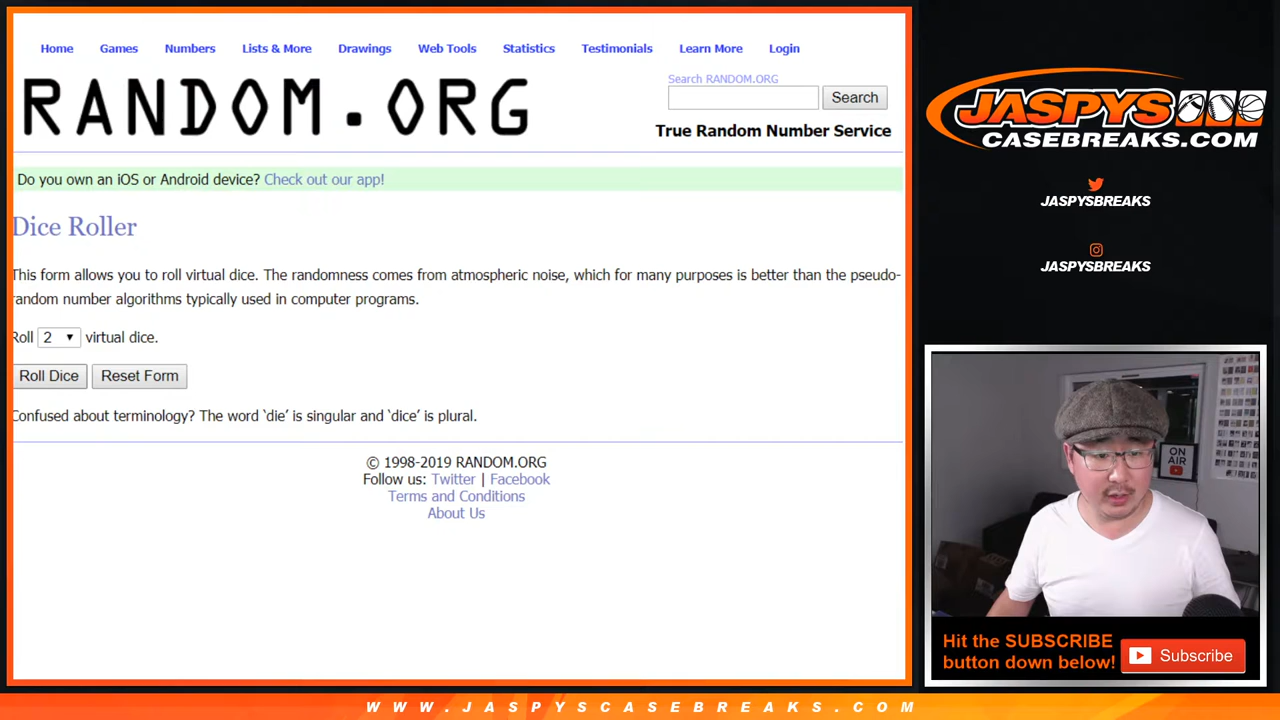 Home Games Numbers Lists & More Drawings Web Tools Statistics Testimonials Learn More Login
RANDOM.ORG
Search RANDOM.ORG
Search
True Random Number Service
Do you own an iOS or Android device? Check out our app!
Dice Roller
This form allows you to roll virtual dice. The randomness comes from atmospheric noise, which for many purposes is better than the pseudo-
random number algorithms typically used in computer programs.
Roll 2 virtual dice.
Roll Dice Reset Form
Confused about terminology? The word ‘die’ is singular and ‘dice’ is plural.
© 1998-2019 RANDOM.ORG
Follow us: Twitter | Facebook
Terms and Conditions
About Us
JASPYS
CASEBREAKS.COM
JASPYSBREAKS
JASPYSBREAKS
ON AIR
Hit the SUBSCRIBE
button down below!
Subscribe
WWW.JASPYSCASEBREAKS.COM